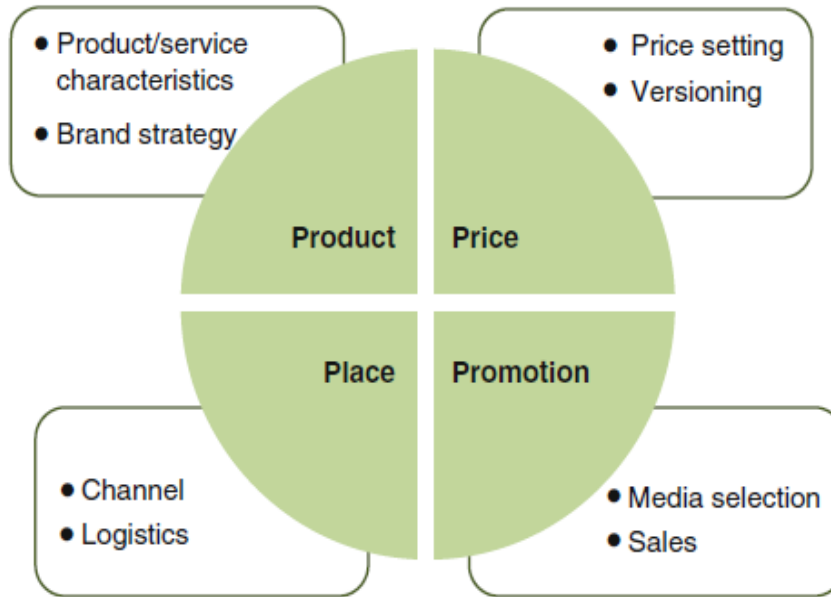 • Product/service
characteristics
• Brand strategy
• Price setting
• Versioning
Product
Price
Place
Promotion
• Channel
• Logistics
• Media selection
• Sales